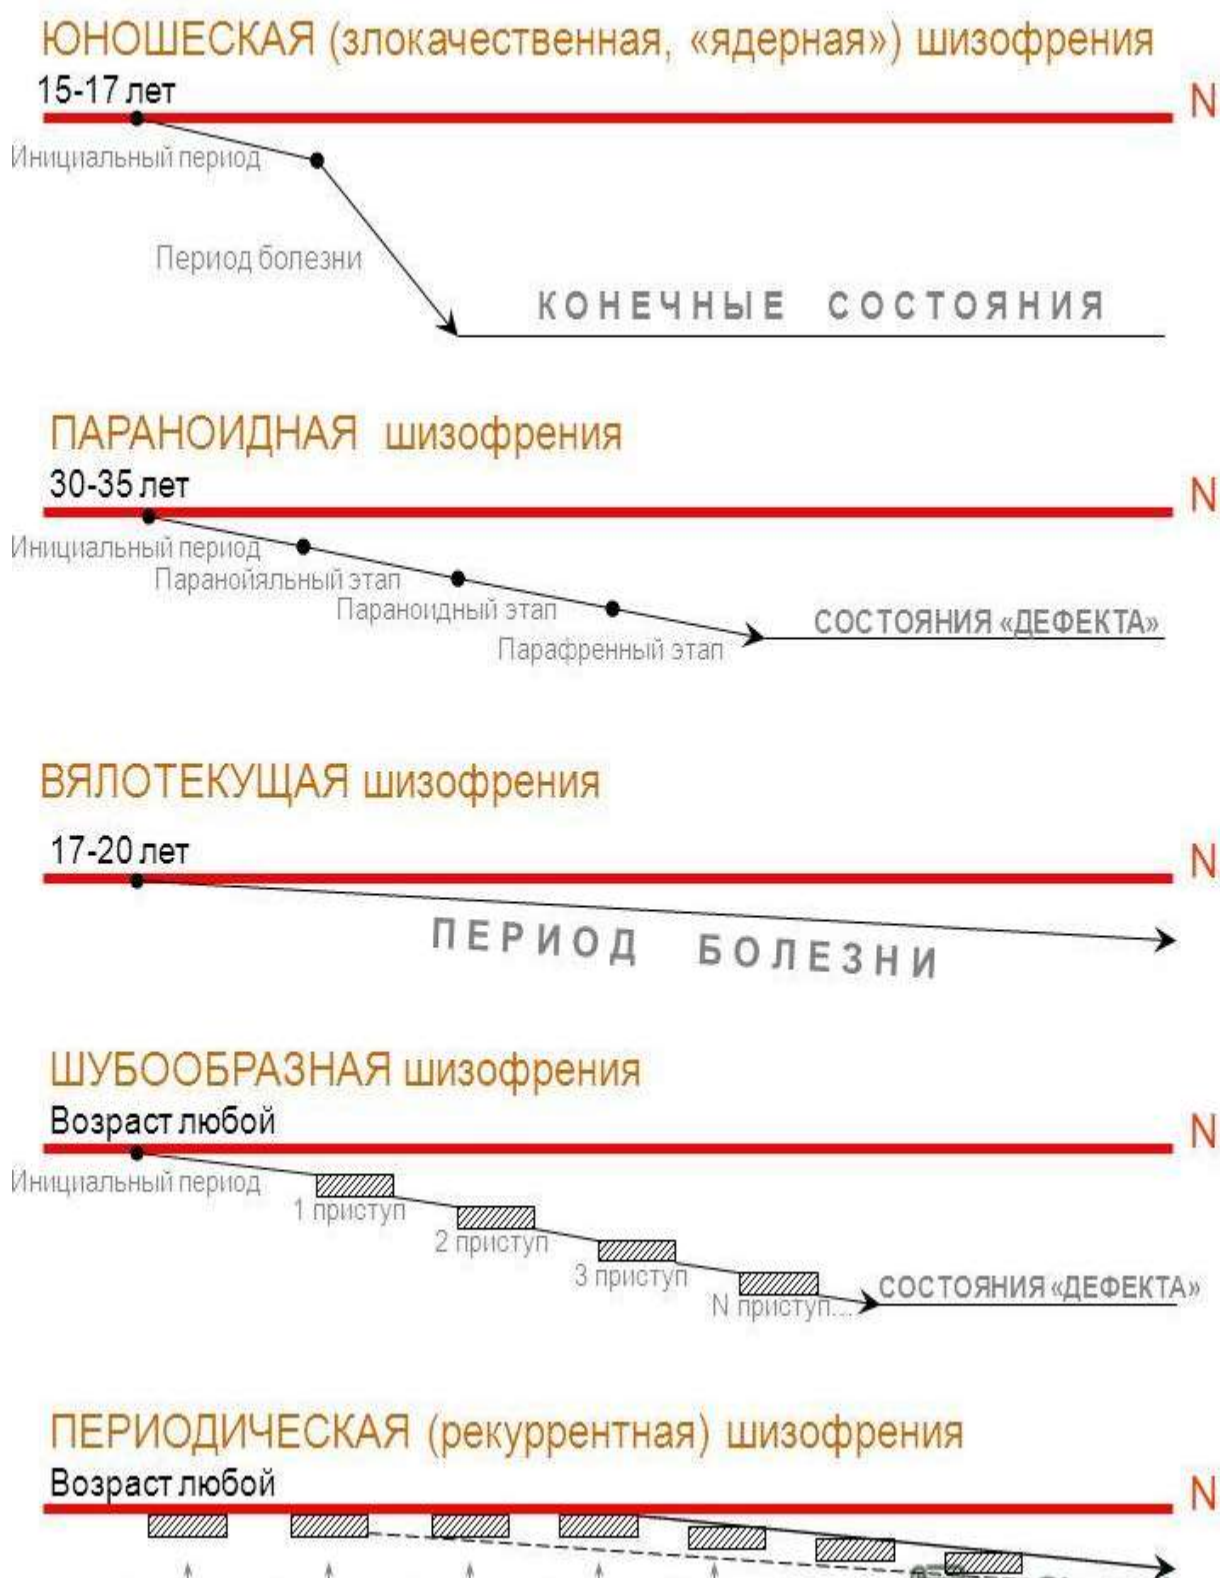 ЮНОШЕСКАЯ (злокачественная, «ядерная») шизофрения
15-17 лет
N
Инициальный период
Период болезни
КОНЕЧНЫЕ СОСТОЯНИЯ
ПАРАНОИДНАЯ шизофрения
30-35 лет
N
Инициальный период
Паранойяльный этап
Параноидный этап
Парафренный этап
СОСТОЯНИЯ «ДЕФЕКТА»
ВЯЛОТЕКУЩАЯ шизофрения
17-20 лет
N
ПЕРИОД БОЛЕЗНИ
ШУБООБРАЗНАЯ шизофрения
Возраст любой
N
Инициальный период
1 приступ
2 приступ
3 приступ
N приступ...
СОСТОЯНИЯ «ДЕФЕКТА»
ПЕРИОДИЧЕСКАЯ (рекуррентная) шизофрения
Возраст любой
N